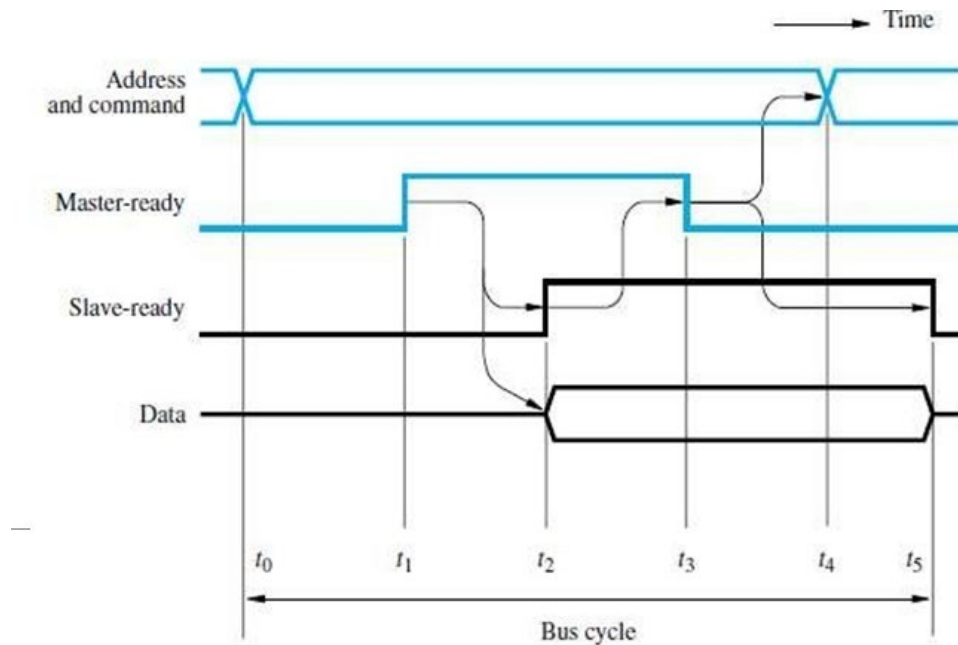 Time
Address
and command
Master-ready
Slave-ready
Data
t0 t1 t2 t3 t4 t5
Bus cycle